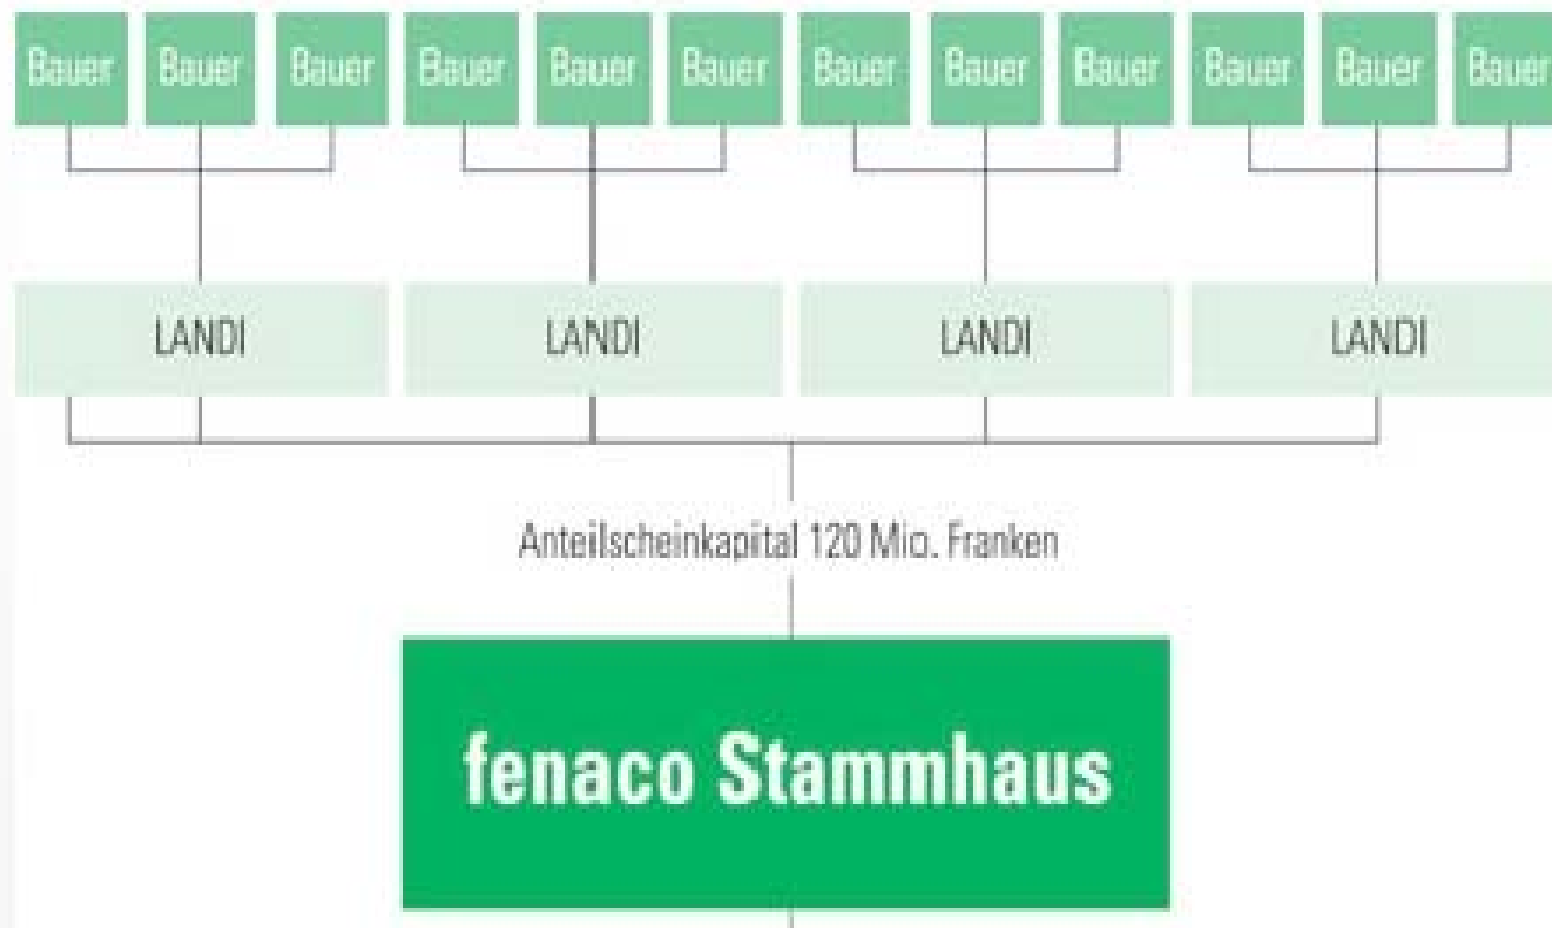 Bauer Bauer Bauer Bauer Bauer Bauer Bauer Bauer Bauer Bauer Bauer Bauer
LANDI LANDI LANDI LANDI
Anteilscheinkapital 120 Mio. Franken
fenaco Stammhaus